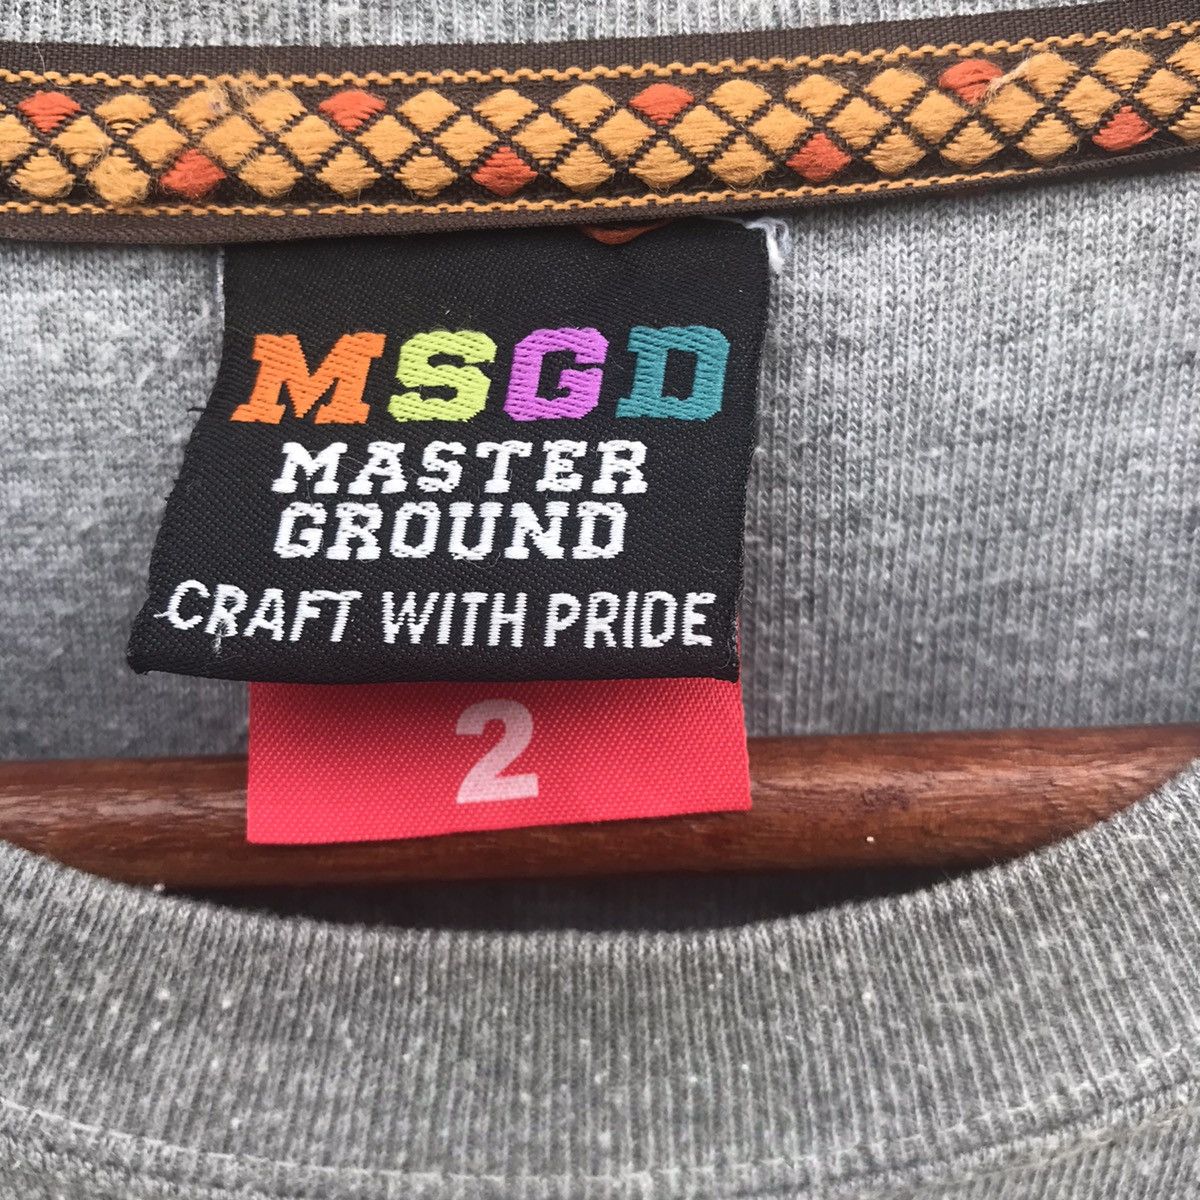 MSGD
MASTER
GROUND
CRAFT WITH PRIDE
2